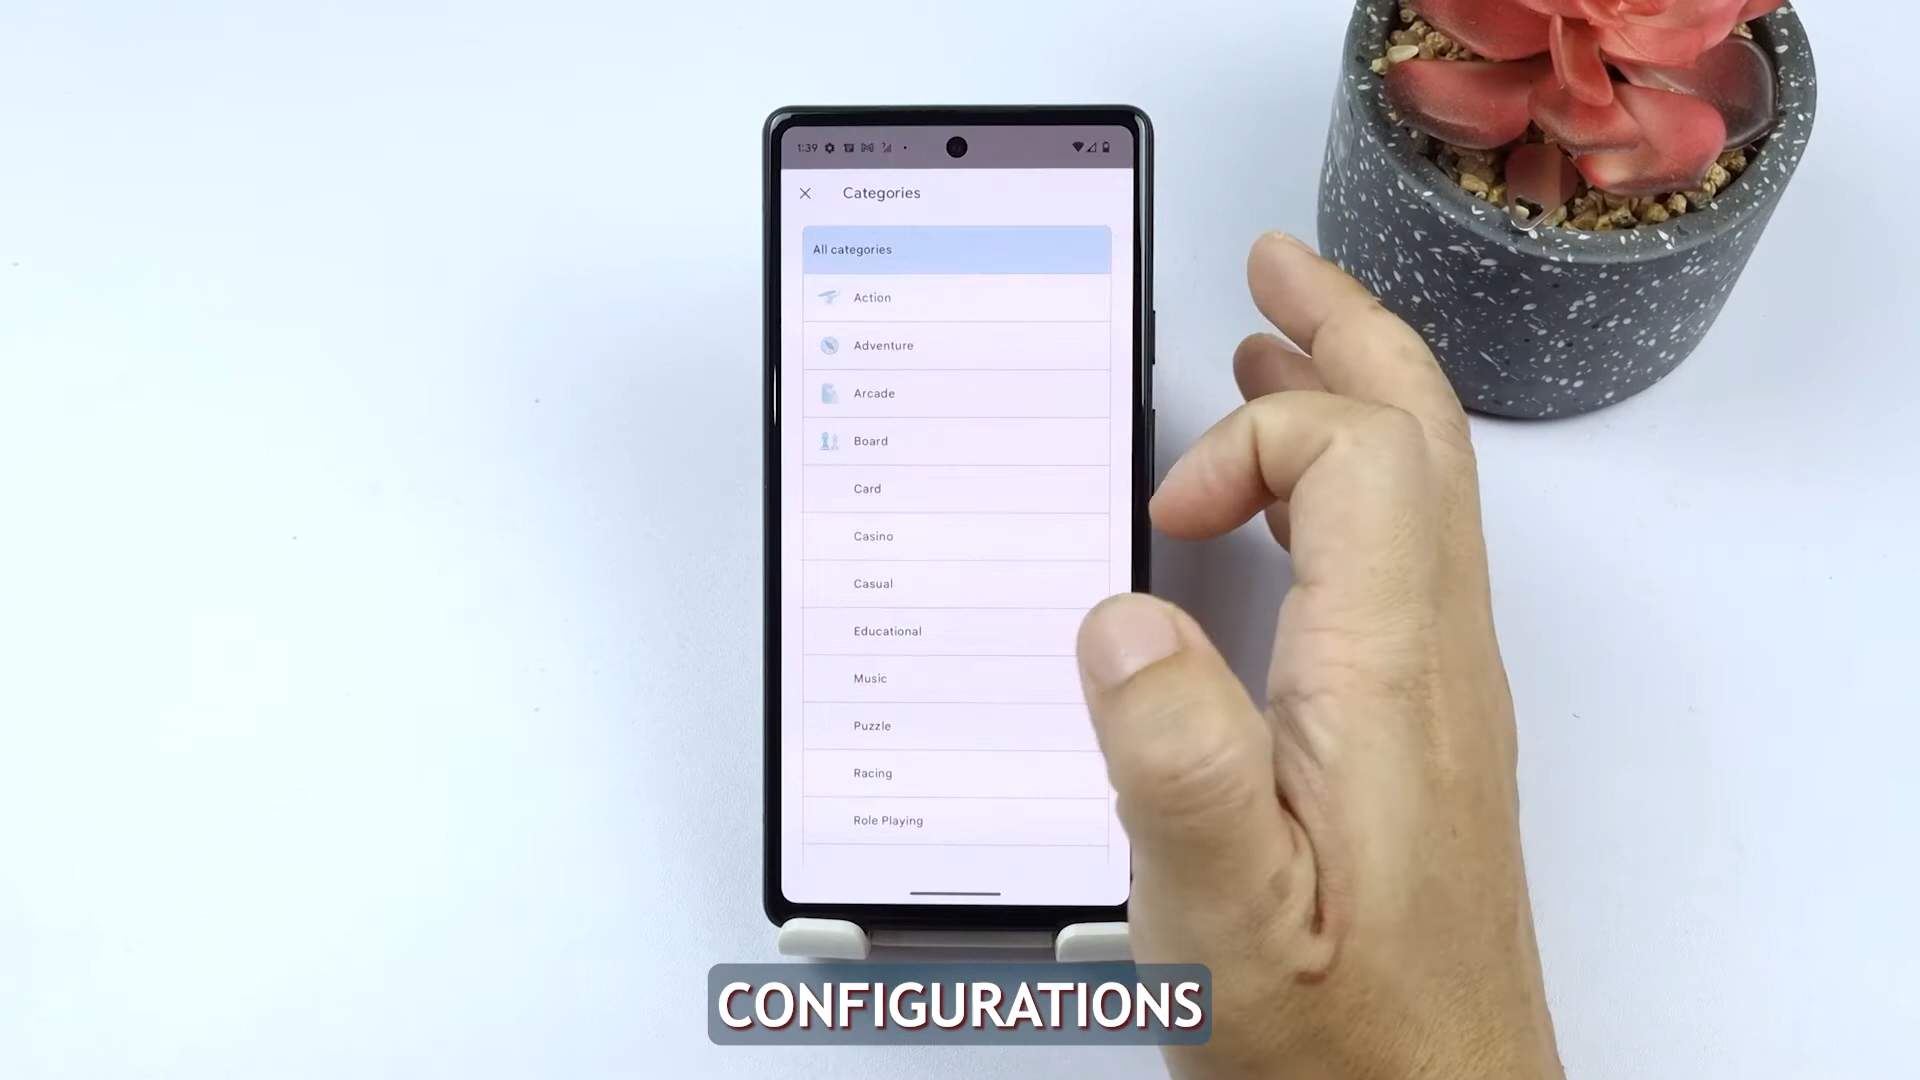 1:39
Categories
All categories
Action
Adventure
Arcade
Board
Card
Casino
Casual
Educational
Music
Puzzle
Racing
Role Playing
CONFIGURATIONS